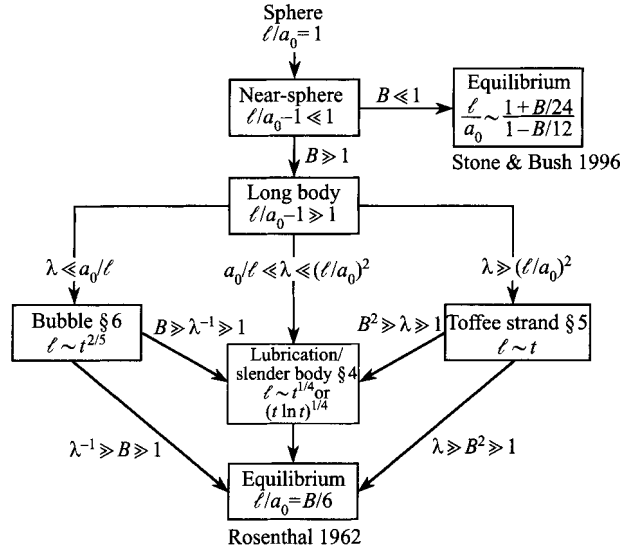 Sphere
ℓ/a₀=1
Near-sphere
ℓ/a₀-1≪1
B≪1
Equilibrium
ℓ/a₀ ~ (1+B/24)/(1−B/12)
Stone & Bush 1996
B≫1
Long body
ℓ/a₀-1≫1
λ≪a₀/ℓ
a₀/ℓ≪λ≪(ℓ/a₀)²
λ≫(ℓ/a₀)²
Bubble §6
ℓ~t^{2/5}
B≫λ⁻¹≫1
B²≫λ≫1
Toffee strand §5
ℓ~t
Lubrication/
slender body §4
ℓ~t^{1/4} or
(t ln t)^{1/4}
λ⁻¹≫B≫1
λ≫B²≫1
Equilibrium
ℓ/a₀=B/6
Rosenthal 1962